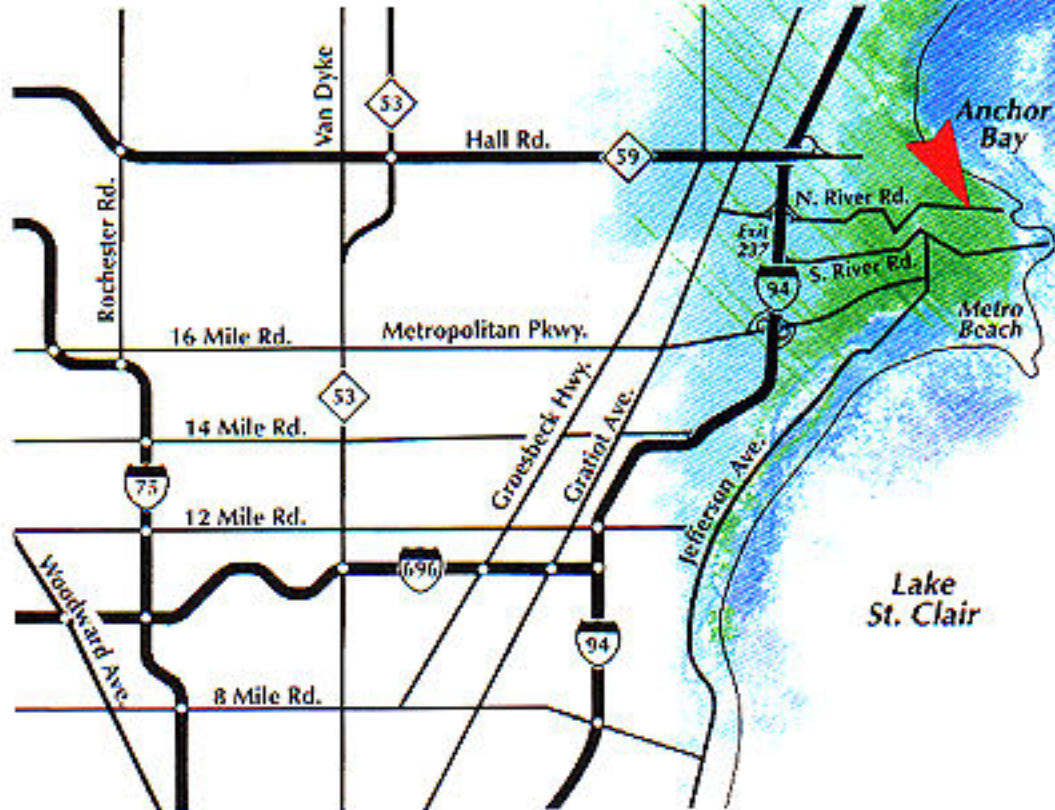 Van Dyke
53
Anchor
Bay
Hall Rd.
59
Rochester Rd.
N. River Rd.
Exit
237
S. River Rd.
94
Metro
Beach
16 Mile Rd.
Metropolitan Pkwy.
53
14 Mile Rd.
Groesbeck Hwy.
Gratiot Ave.
Jefferson Ave.
75
12 Mile Rd.
696
Woodward Ave.
Lake
St. Clair
94
8 Mile Rd.